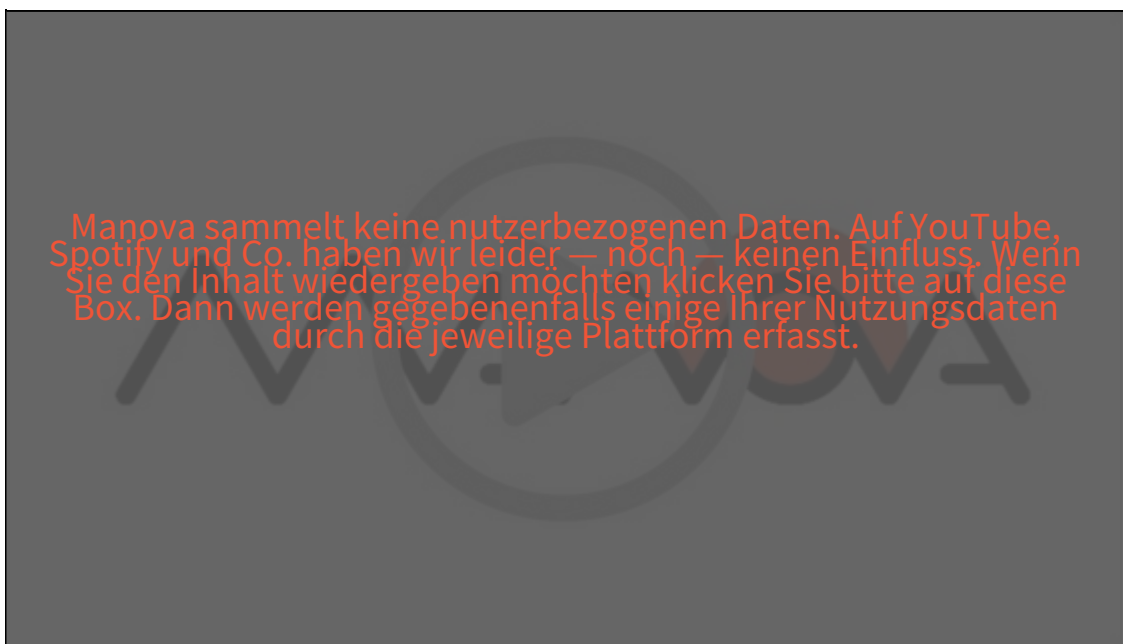 Manova sammelt keine nutzerbezogenen Daten. Auf YouTube,
Spotify und Co. haben wir leider — noch — keinen Einfluss. Wenn
Sie den Inhalt wiedergeben möchten klicken Sie bitte auf diese
Box. Dann werden gegebenenfalls einige Ihrer Nutzungsdaten
durch die jeweilige Plattform erfasst.
MANOVA